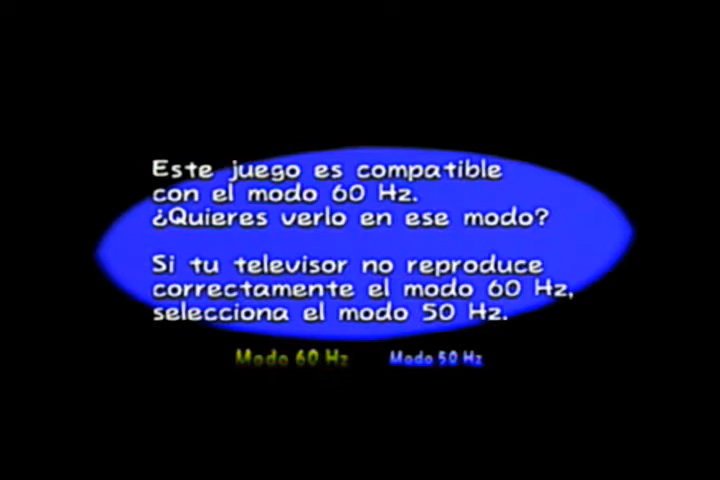 Este juego es compatible
con el modo 60 Hz.
¿Quieres verlo en ese modo?
Si tu televisor no reproduce
correctamente el modo 60 Hz,
selecciona el modo 50 Hz.
Modo 60 Hz Modo 50 Hz